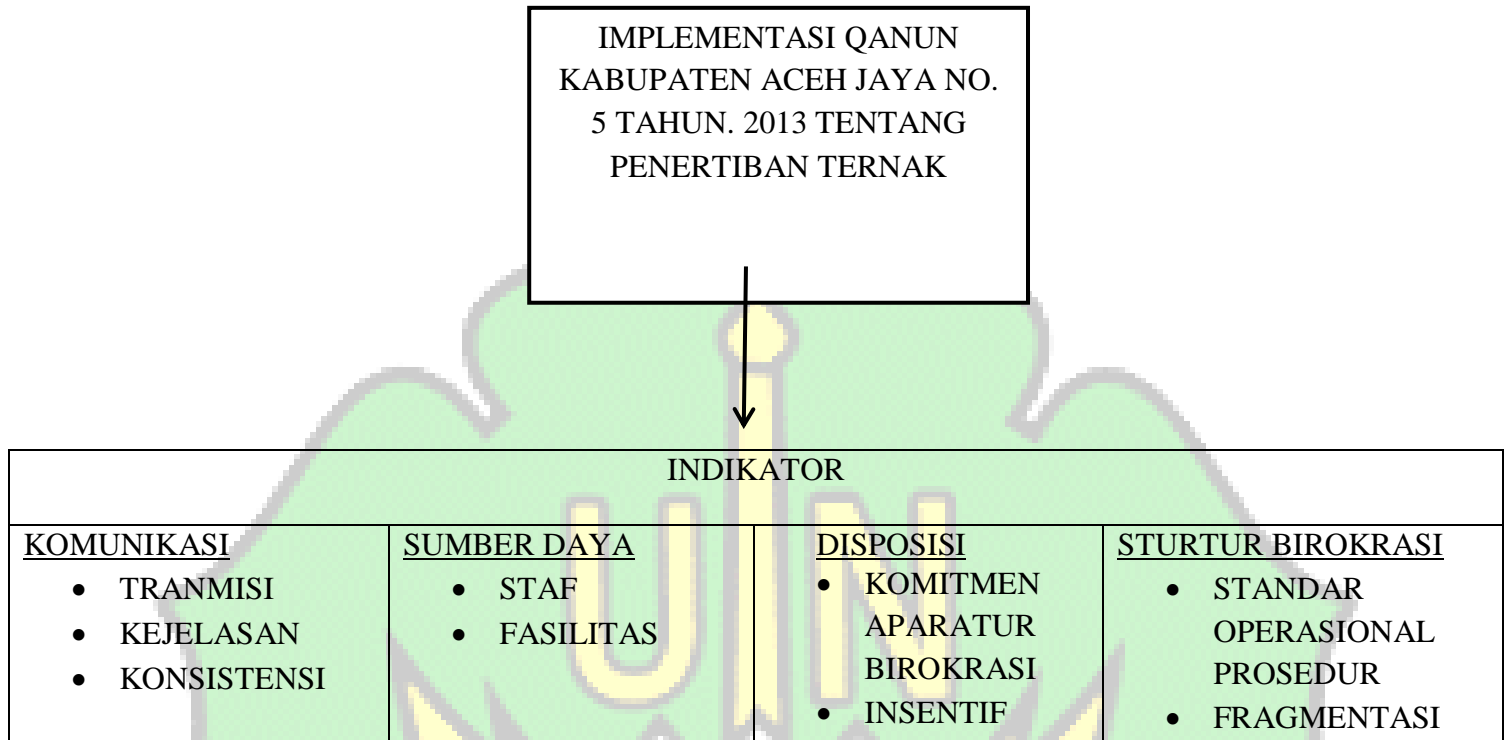 IMPLEMENTASI QANUN
KABUPATEN ACEH JAYA NO.
5 TAHUN. 2013 TENTANG
PENERTIBAN TERNAK
INDIKATOR
KOMUNIKASI
• TRANMISI
• KEJELASAN
• KONSISTENSI
SUMBER DAYA
• STAF
• FASILITAS
DISPOSISI
• KOMITMEN
APARATUR
BIROKRASI
• INSENTIF
STURTUR BIROKRASI
• STANDAR
OPERASIONAL
PROSEDUR
• FRAGMENTASI
UIN